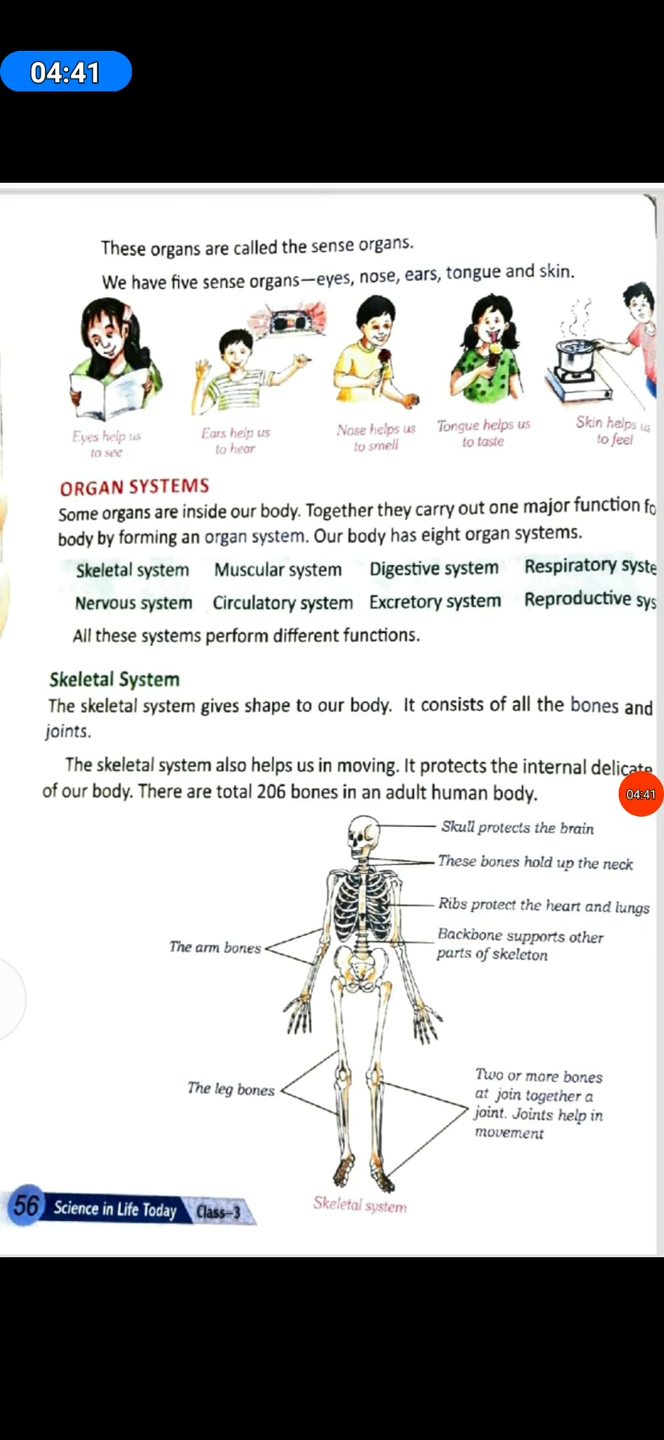 04:41
These organs are called the sense organs.
We have five sense organs—eyes, nose, ears, tongue and skin.
Eyes help us
to see
Ears help us
to hear
Nose helps us
to smell
Tongue helps us
to taste
Skin helps us
to feel
ORGAN SYSTEMS
Some organs are inside our body. Together they carry out one major function fo
body by forming an organ system. Our body has eight organ systems.
Skeletal system Muscular system Digestive system Respiratory syste
Nervous system Circulatory system Excretory system Reproductive sys
All these systems perform different functions.
Skeletal System
The skeletal system gives shape to our body. It consists of all the bones and
joints.
The skeletal system also helps us in moving. It protects the internal delicate
of our body. There are total 206 bones in an adult human body.
04:41
Skull protects the brain
These bones hold up the neck
Ribs protect the heart and lungs
Backbone supports other
parts of skeleton
The arm bones
The leg bones
Two or more bones
at join together a
joint. Joints help in
movement
Skeletal system
56 Science in Life Today Class-3